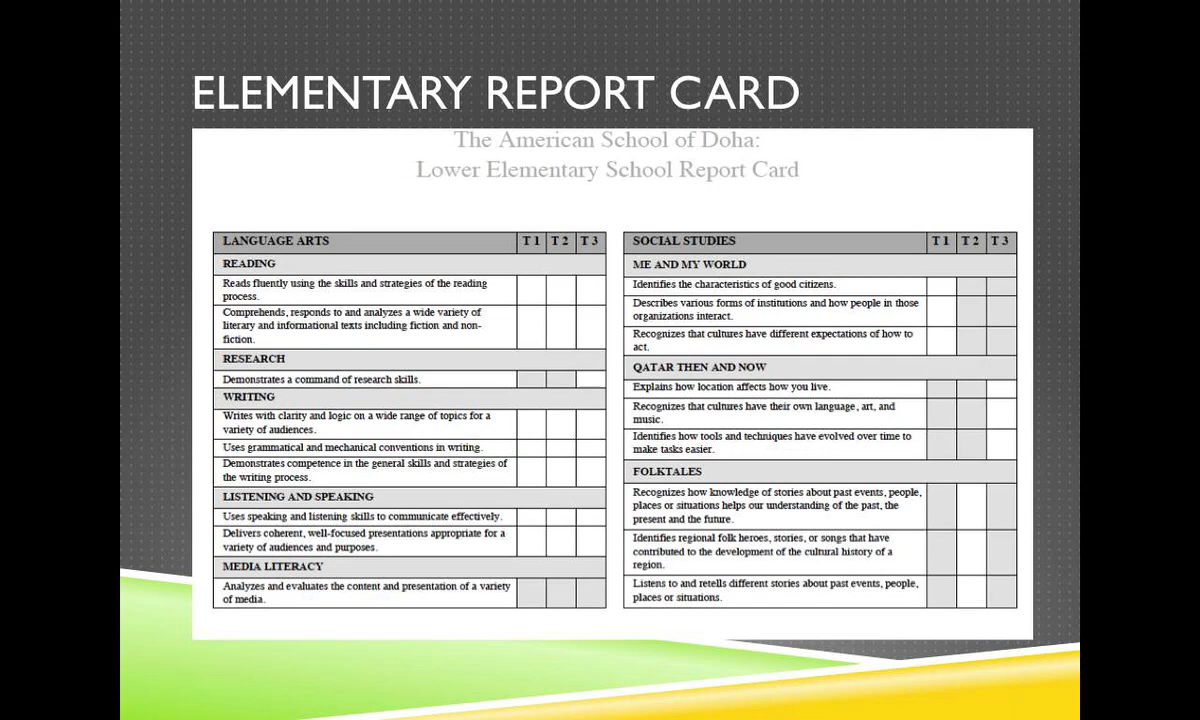 ELEMENTARY REPORT CARD
The American School of Doha:
Lower Elementary School Report Card
LANGUAGE ARTS T 1 T 2 T 3
READING
Reads fluently using the skills and strategies of the reading
process.
Comprehends, responds to and analyzes a wide variety of
literary and informational texts including fiction and non-
fiction.
RESEARCH
Demonstrates a command of research skills.
WRITING
Writes with clarity and logic on a wide range of topics for a
variety of audiences.
Uses grammatical and mechanical conventions in writing.
Demonstrates competence in the general skills and strategies of
the writing process.
LISTENING AND SPEAKING
Uses speaking and listening skills to communicate effectively.
Delivers coherent, well-focused presentations appropriate for a
variety of audiences and purposes.
MEDIA LITERACY
Analyzes and evaluates the content and presentation of a variety
of media.
SOCIAL STUDIES T 1 T 2 T 3
ME AND MY WORLD
Identifies the characteristics of good citizens.
Describes various forms of institutions and how people in those
organizations interact.
Recognizes that cultures have different expectations of how to
act.
QATAR THEN AND NOW
Explains how location affects how you live.
Recognizes that cultures have their own language, art, and
music.
Identifies how tools and techniques have evolved over time to
make tasks easier.
FOLKTALES
Recognizes how knowledge of stories about past events, people,
places or situations helps our understanding of the past, the
present and the future.
Identifies regional folk heroes, stories, or songs that have
contributed to the development of the cultural history of a
region.
Listens to and retells different stories about past events, people,
places or situations.